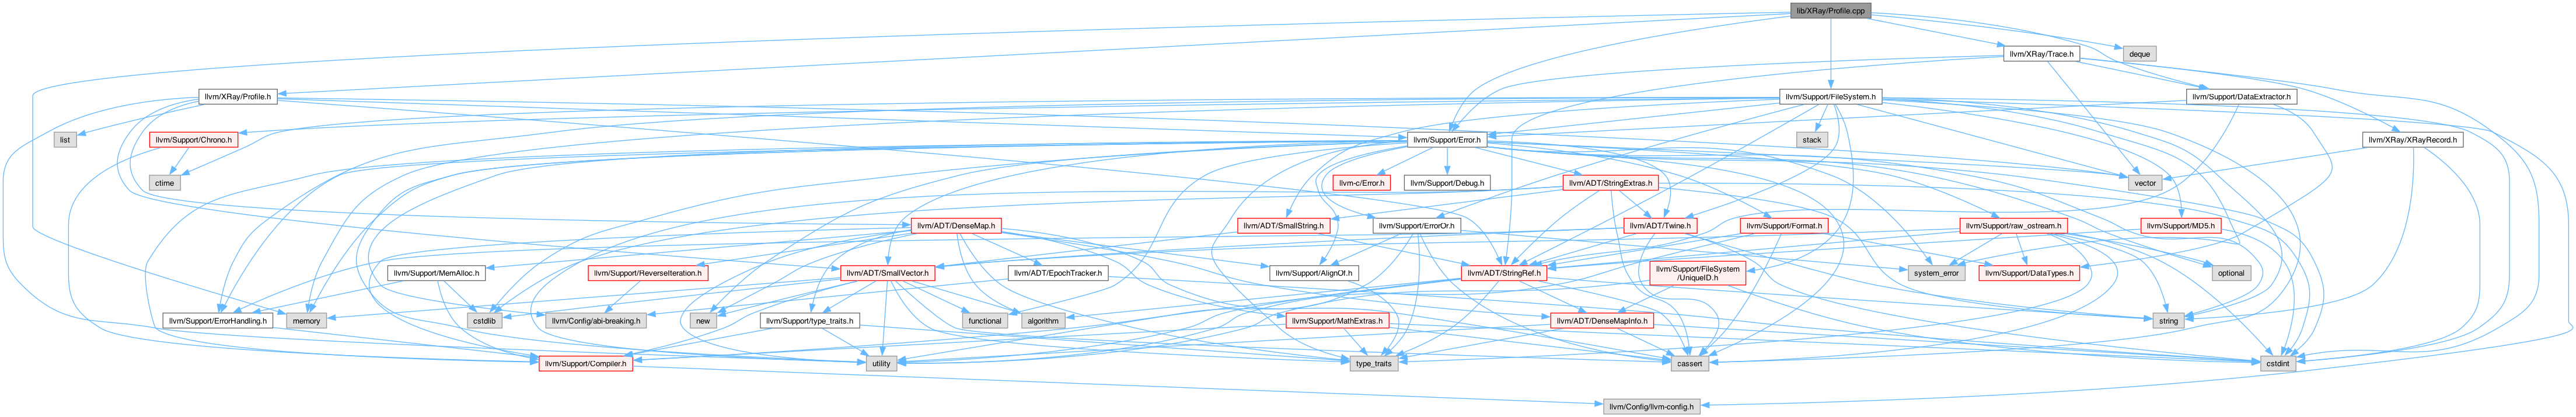 lib/XRay/Profile.cpp
llvm/XRay/Trace.h
deque
llvm/XRay/Profile.h
llvm/Support/FileSystem.h
llvm/Support/DataExtractor.h
list
llvm/Support/Chrono.h
llvm/Support/Error.h
stack
llvm/XRay/XRayRecord.h
ctime
llvm-c/Error.h
llvm/Support/Debug.h
llvm/ADT/StringExtras.h
vector
llvm/ADT/DenseMap.h
llvm/ADT/SmallString.h
llvm/Support/ErrorOr.h
llvm/ADT/Twine.h
llvm/Support/Format.h
llvm/Support/raw_ostream.h
llvm/Support/MD5.h
llvm/Support/MemAlloc.h
llvm/Support/ReverseIteration.h
llvm/ADT/SmallVector.h
llvm/ADT/EpochTracker.h
llvm/Support/AlignOf.h
llvm/ADT/StringRef.h
llvm/Support/FileSystem
/UniqueID.h
system_error
llvm/Support/DataTypes.h
optional
llvm/Support/ErrorHandling.h
memory
cstdlib
llvm/Config/abi-breaking.h
new
llvm/Support/type_traits.h
functional
algorithm
llvm/Support/MathExtras.h
llvm/ADT/DenseMapInfo.h
string
llvm/Support/Compiler.h
utility
type_traits
cassert
cstdint
llvm/Config/llvm-config.h